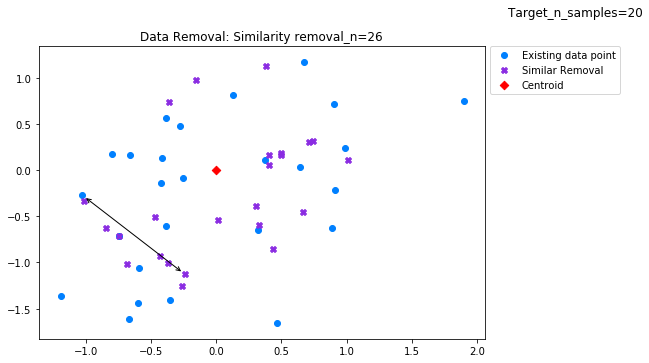 Target_n_samples=20
Data Removal: Similarity removal_n=26
Existing data point
Similar Removal
Centroid
1.0
0.5
0.0
−0.5
−1.0
−1.5
−1.0 −0.5 0.0 0.5 1.0 1.5 2.0